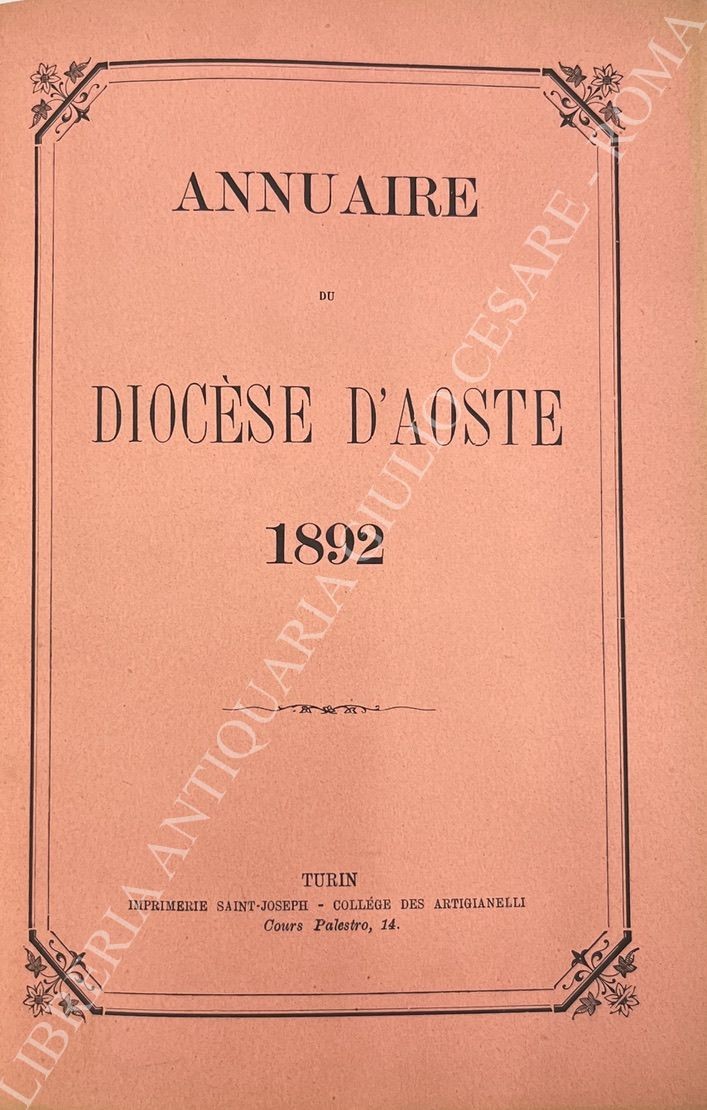 ANNUAIRE
DU
DIOCÈSE D'AOSTE
1892
TURIN
IMPRIMERIE SAINT-JOSEPH - COLLÉGE DES ARTIGIANELLI
Cours Palestro, 14.
LIBRERIA ANTIQUARIA GIULIO CESARE - ROMA